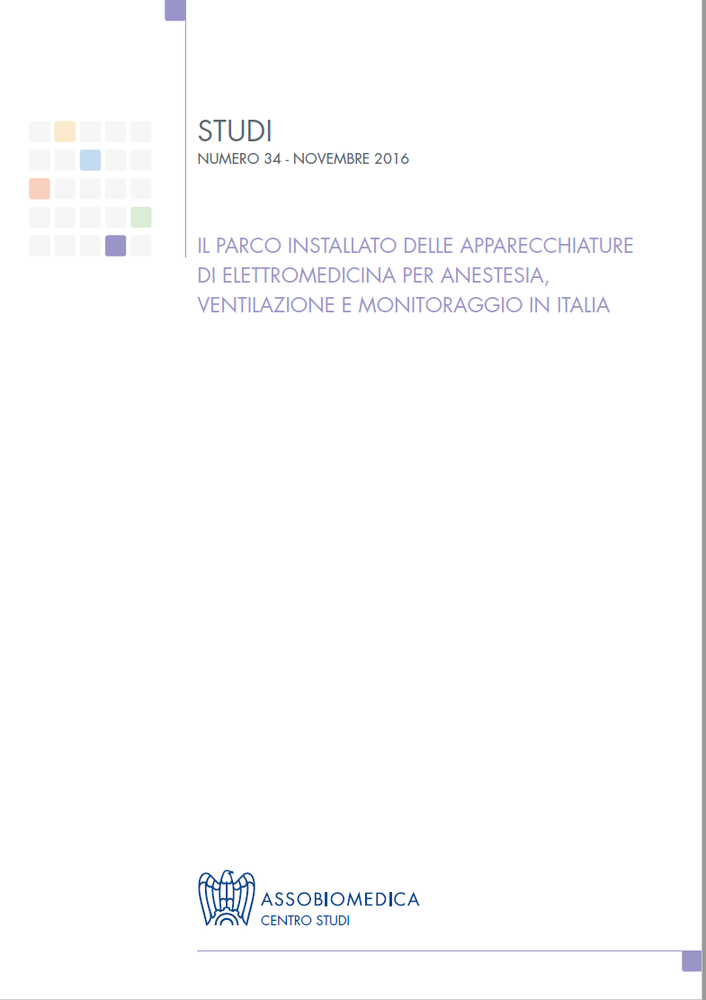 STUDI
NUMERO 34 - NOVEMBRE 2016
IL PARCO INSTALLATO DELLE APPARECCHIATURE
DI ELETTROMEDICINA PER ANESTESIA,
VENTILAZIONE E MONITORAGGIO IN ITALIA
ASSOBIOMEDICA
CENTRO STUDI